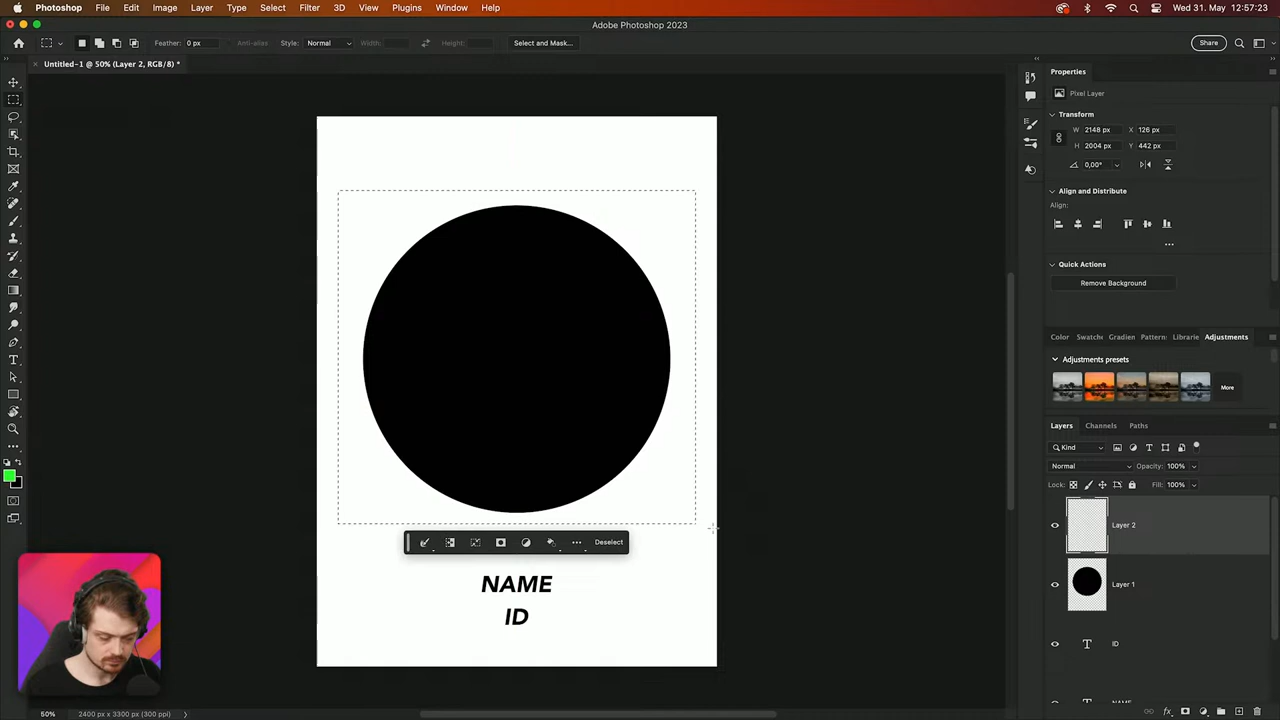 Photoshop File Edit Image Layer Type Select Filter 3D View Plugins Window Help Wed 31. May 12:57:23
Adobe Photoshop 2023
Feather: 0 px Anti-alias Style: Normal Width: Height: Select and Mask... Share
Untitled-1 @ 50% (Layer 2, RGB/8) *
Properties
Pixel Layer
Transform
W 2148 px X 126 px
H 2004 px Y 442 px
0,00°
Align and Distribute
Align:
Quick Actions
Remove Background
Color Swatche Gradien Pattern: Librarie Adjustments
Adjustments presets
More
Layers Channels Paths
Kind
Normal Opacity: 100%
Lock: Fill: 100%
Layer 2
Deselect
Layer 1
NAME
ID
ID
NAME
50% 2400 px x 3300 px (300 ppi)